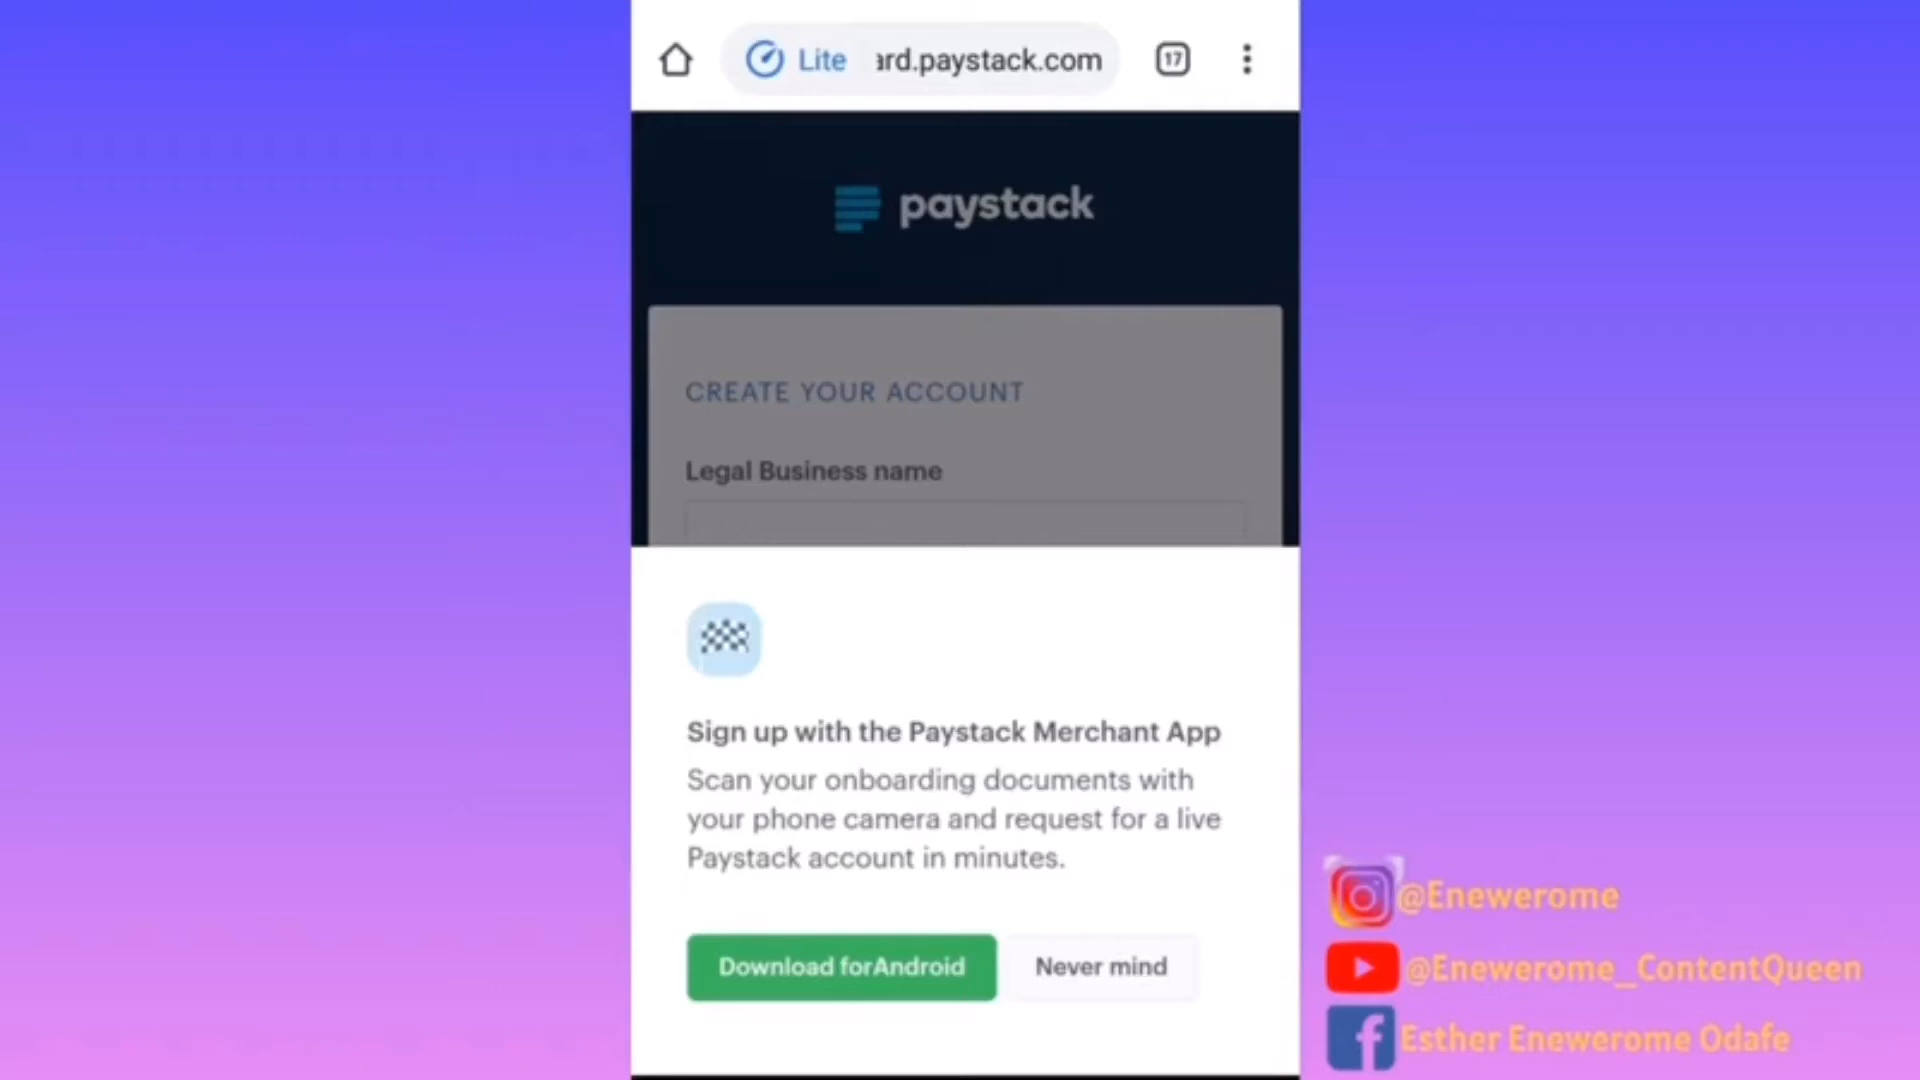 Lite ard.paystack.com 17
paystack
CREATE YOUR ACCOUNT
Legal Business name
Sign up with the Paystack Merchant App
Scan your onboarding documents with
your phone camera and request for a live
Paystack account in minutes.
Download forAndroid Never mind
@Enewerome
@Enewerome_ContentQueen
Esther Enewerome Odafe